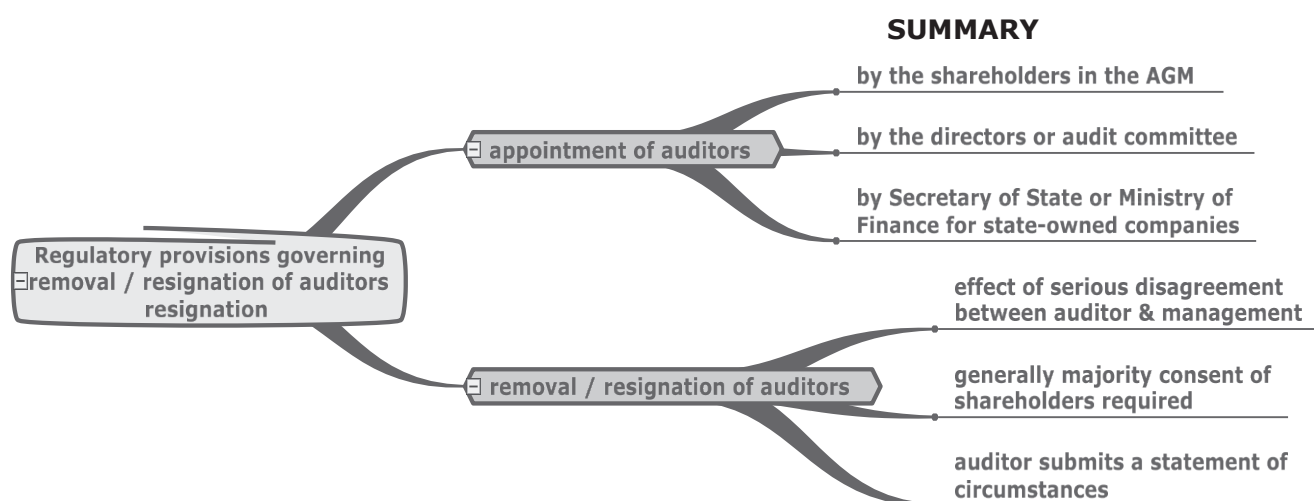 SUMMARY
by the shareholders in the AGM
appointment of auditors
by the directors or audit committee
by Secretary of State or Ministry of
Finance for state-owned companies
Regulatory provisions governing
removal / resignation of auditors
resignation
effect of serious disagreement
between auditor & management
removal / resignation of auditors
generally majority consent of
shareholders required
auditor submits a statement of
circumstances